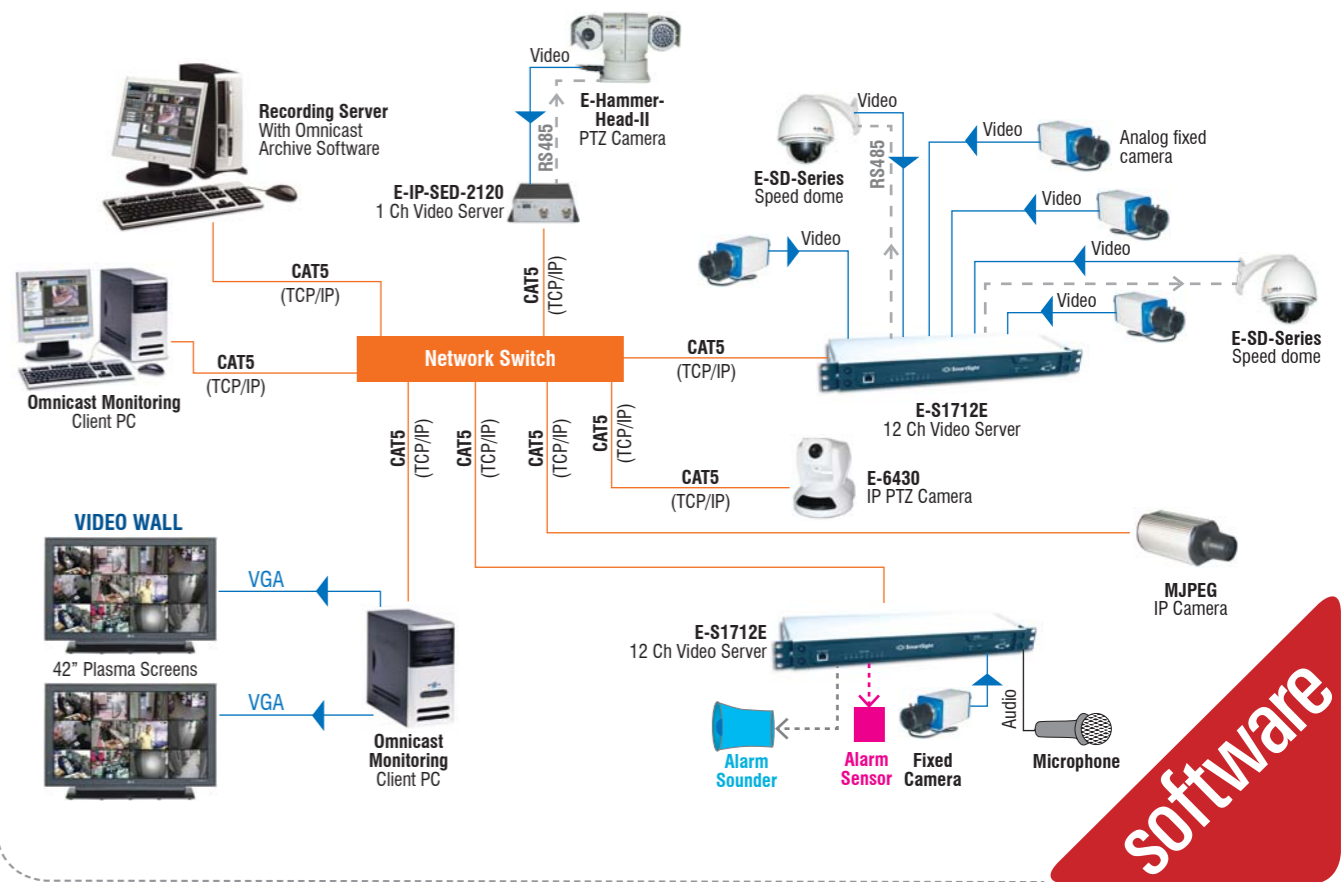 Recording Server
With Omnicast
Archive Software
Video
E-Hammer-
Head-II
PTZ Camera
RS485
E-IP-SED-2120
1 Ch Video Server
CAT5
(TCP/IP)
CAT5
(TCP/IP)
Video
RS485
E-SD-Series
Speed dome
Video
Analog fixed
camera
Video
Video
Video
Video
E-SD-Series
Speed dome
Omnicast Monitoring
Client PC
CAT5
(TCP/IP)
Network Switch
CAT5
(TCP/IP)
SmartSight
E-S1712E
12 Ch Video Server
CAT5
(TCP/IP)
CAT5
(TCP/IP)
CAT5
(TCP/IP)
CAT5
(TCP/IP)
CAT5
(TCP/IP)
E-6430
IP PTZ Camera
MJPEG
IP Camera
VIDEO WALL
VGA
42” Plasma Screens
VGA
Omnicast
Monitoring
Client PC
E-S1712E
12 Ch Video Server
SmartSight
Alarm
Sounder
Alarm
Sensor
Fixed
Camera
Audio
Microphone
software